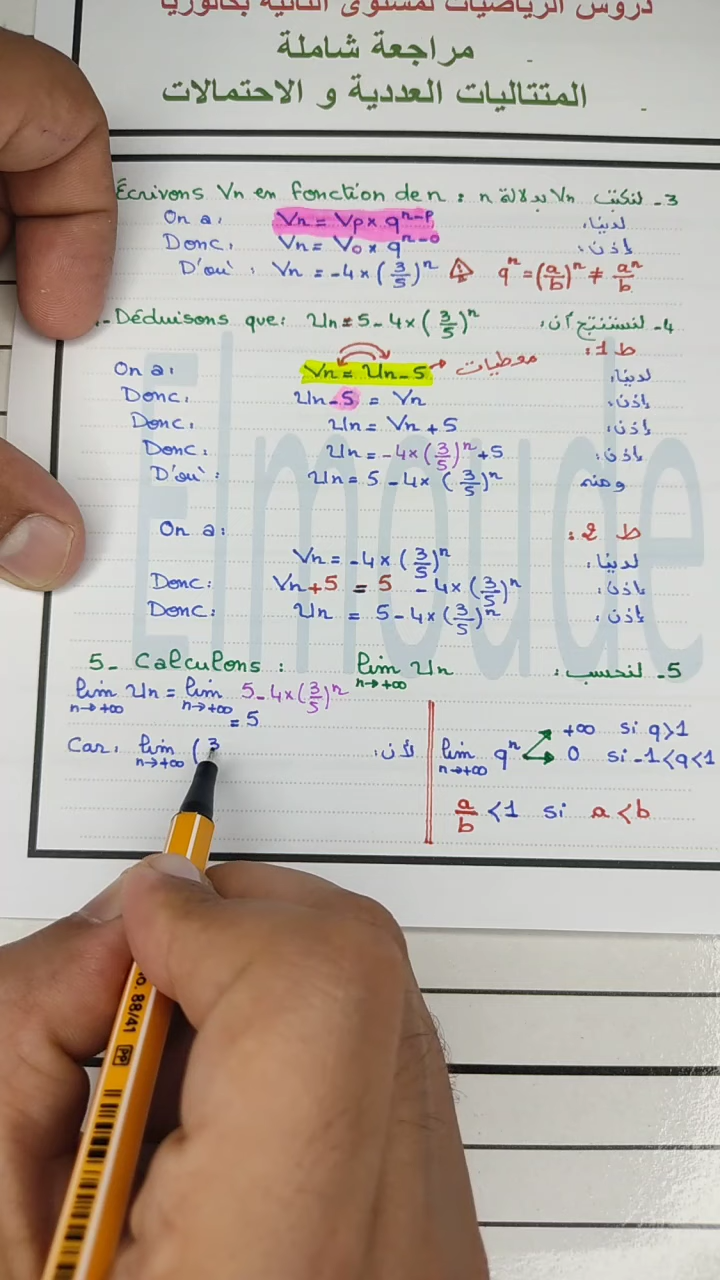 دروس الرياضيات لمستوى الثانية بكالوريا
مراجعة شاملة
المتتاليات العددية و الاحتمالات
Écrivons Vn en fonction de n : n بدلالة Vn لنكتب -3
On a: Vn = Vp × q^(n-p) لدينا:
Donc: Vn = V0 × q^(n-0) إذن:
D'où: Vn = -4 × (3/5)^n ⚠ q^n = (a/b)^n ≠ a^n/b
-Déduisons que: Un = 5 - 4 × (3/5)^n لنستنتج أن: -4
ط 1:
On a: Vn = Un - 5 → معطيات لدينا:
Donc: Un - 5 = Vn إذن:
Donc: Un = Vn + 5 إذن:
Donc: Un = -4 × (3/5)^n + 5 إذن:
D'où: Un = 5 - 4 × (3/5)^n ومنه
On a: ط 2:
Vn = -4 × (3/5)^n لدينا:
Donc: Vn + 5 = 5 - 4 × (3/5)^n إذن:
Donc: Un = 5 - 4 × (3/5)^n إذن:
5- Calculons : lim Un n→+∞ لنحسب: -5
lim Un n→+∞ = lim n→+∞ 5 - 4 × (3/5)^n
= 5
Car: lim n→+∞ (3 لأن:
lim q^n n→+∞ +∞ si q>1
0 si -1<q<1
a/b <1 si a<b
Elmoude
No. 88/41 PP